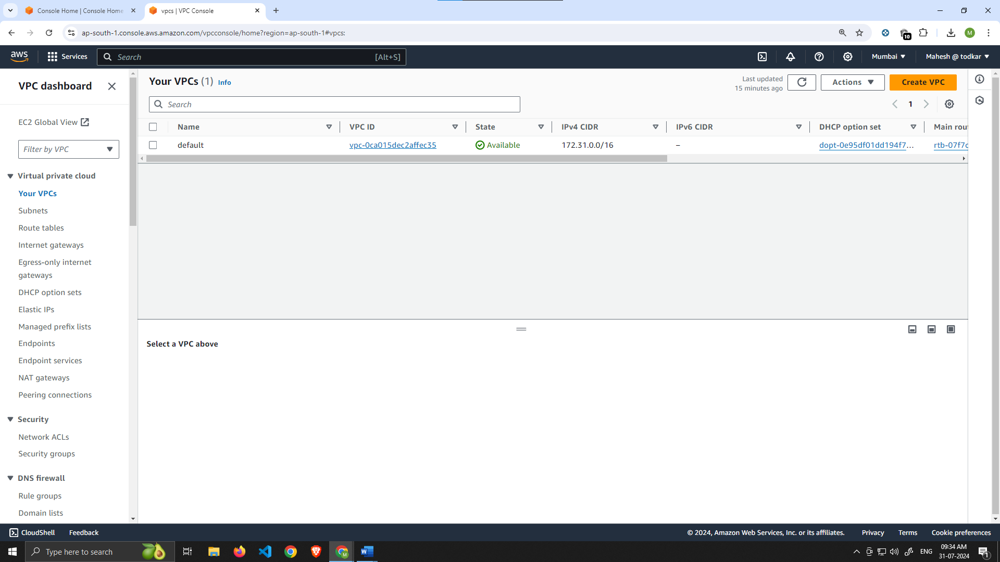 Console Home | Console Home
vpcs | VPC Console
ap-south-1.console.aws.amazon.com/vpcconsole/home?region=ap-south-1#vpcs:
10
M
aws
Services
Search
[Alt+S]
Mumbai
Mahesh @ todkar
VPC dashboard
EC2 Global View
Filter by VPC
Virtual private cloud
Your VPCs
Subnets
Route tables
Internet gateways
Egress-only internet
gateways
DHCP option sets
Elastic IPs
Managed prefix lists
Endpoints
Endpoint services
NAT gateways
Peering connections
Security
Network ACLs
Security groups
DNS firewall
Rule groups
Domain lists
Your VPCs (1) Info
Last updated
15 minutes ago
Actions
Create VPC
Search
1
Name VPC ID State IPv4 CIDR IPv6 CIDR DHCP option set Main rou
default vpc-0ca015dec2affec35 Available 172.31.0.0/16 – dopt-0e95df01dd194f7... rtb-07f7c
Select a VPC above
CloudShell Feedback
© 2024, Amazon Web Services, Inc. or its affiliates. Privacy Terms Cookie preferences
Type here to search
M
W
ENG
09:34 AM
31-07-2024
1